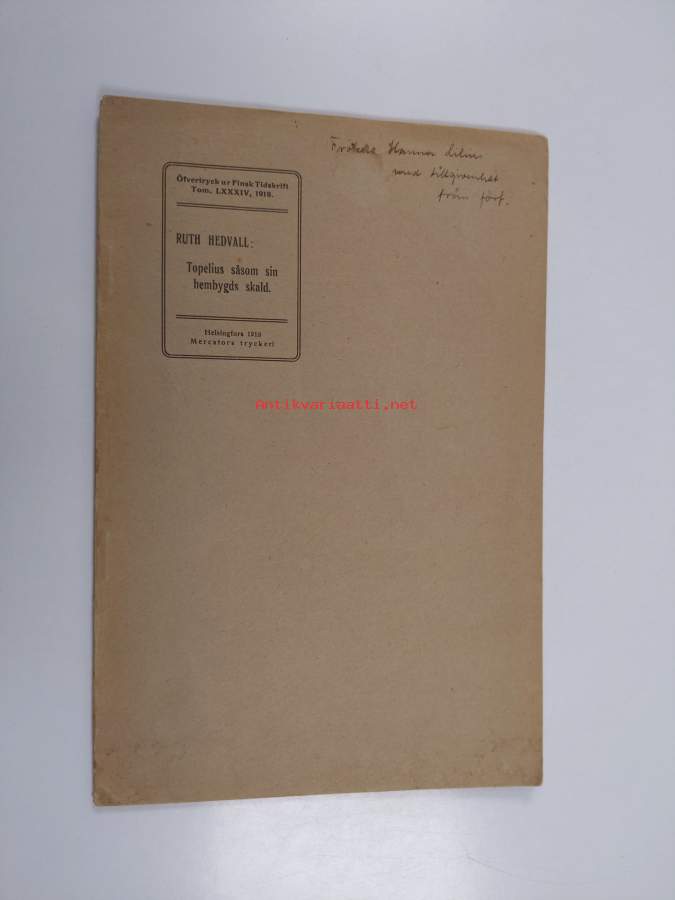 Fröken Hanna
med tillgivenhet
från förf.
Öfvertryck ur Finsk Tidskrift
Tom. LXXXIV, 1918.
RUTH HEDVALL:
Topelius såsom sin
hembygds skald.
Helsingfors 1918
Mercators tryckeri
Antikvariaatti.net